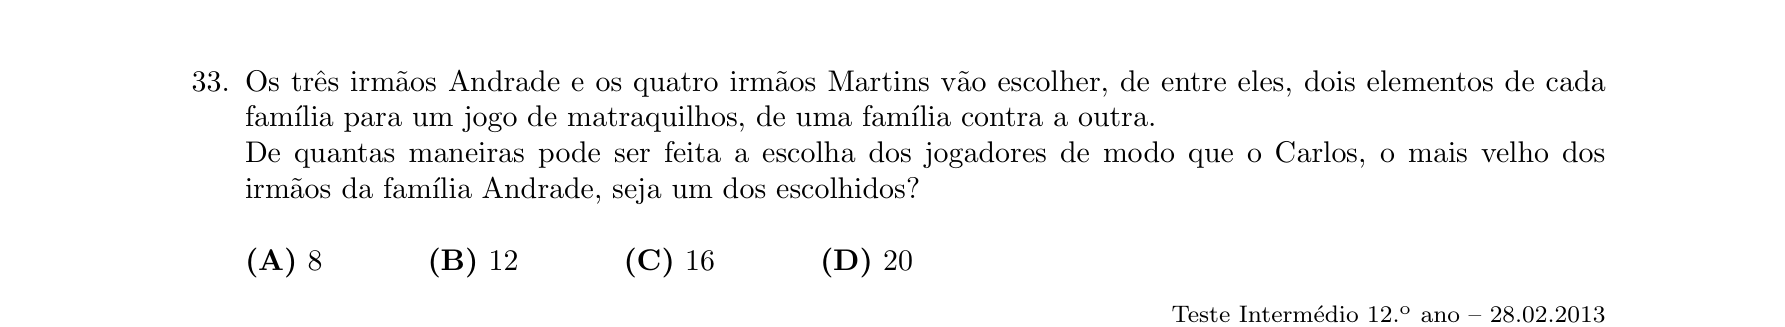 33. Os três irmãos Andrade e os quatro irmãos Martins vão escolher, de entre eles, dois elementos de cada
família para um jogo de matraquilhos, de uma família contra a outra.
De quantas maneiras pode ser feita a escolha dos jogadores de modo que o Carlos, o mais velho dos
irmãos da família Andrade, seja um dos escolhidos?
(A) 8 (B) 12 (C) 16 (D) 20
Teste Intermédio 12.º ano – 28.02.2013